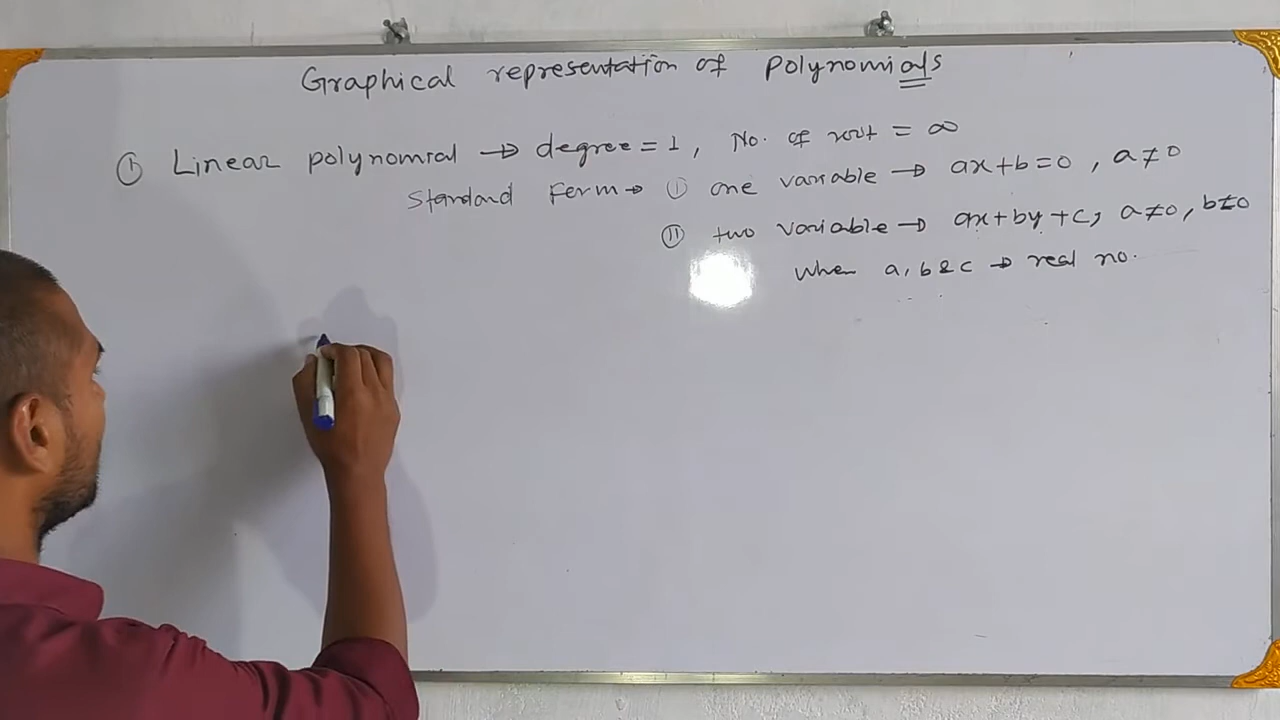 Graphical representation of Polynomials
① Linear polynomial → degree = 1, No. of root = ∞
Standard Form → ① one variable → ax+b=0, a≠0
② two variable → ax+by+c, a≠0, b≠0
when a, b & c → real no.